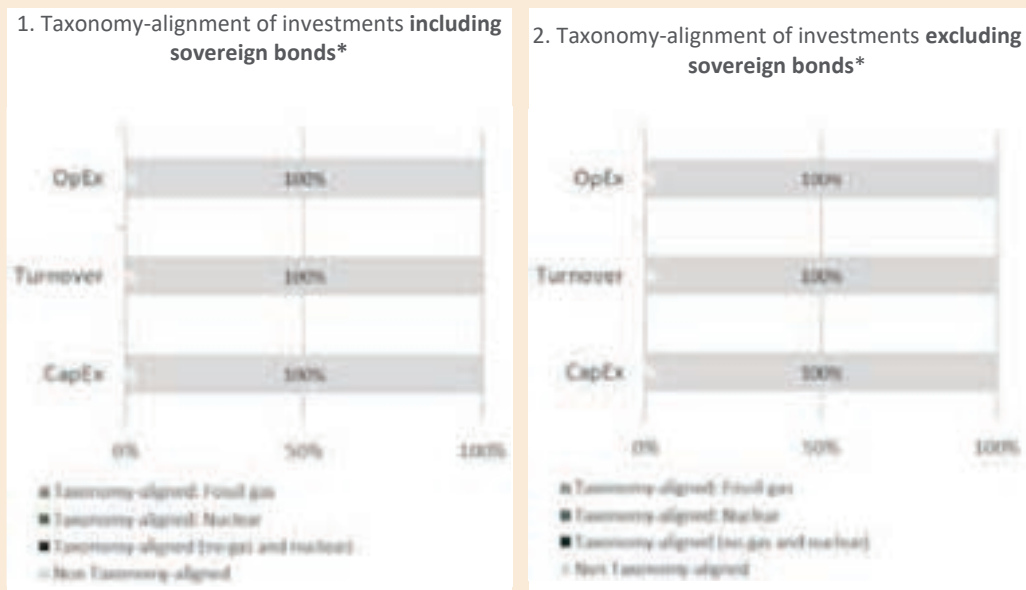 1. Taxonomy-alignment of investments including
sovereign bonds*
OpEx
100%
Turnover
100%
CapEx
100%
0%
50%
100%
Taxonomy-aligned: Fossil gas
Taxonomy-aligned: Nuclear
Taxonomy-aligned (no gas and nuclear)
Non Taxonomy-aligned
2. Taxonomy-alignment of investments excluding
sovereign bonds*
OpEx
100%
Turnover
100%
CapEx
100%
0%
50%
100%
Taxonomy-aligned: Fossil gas
Taxonomy-aligned: Nuclear
Taxonomy-aligned (no gas and nuclear)
Non Taxonomy-aligned